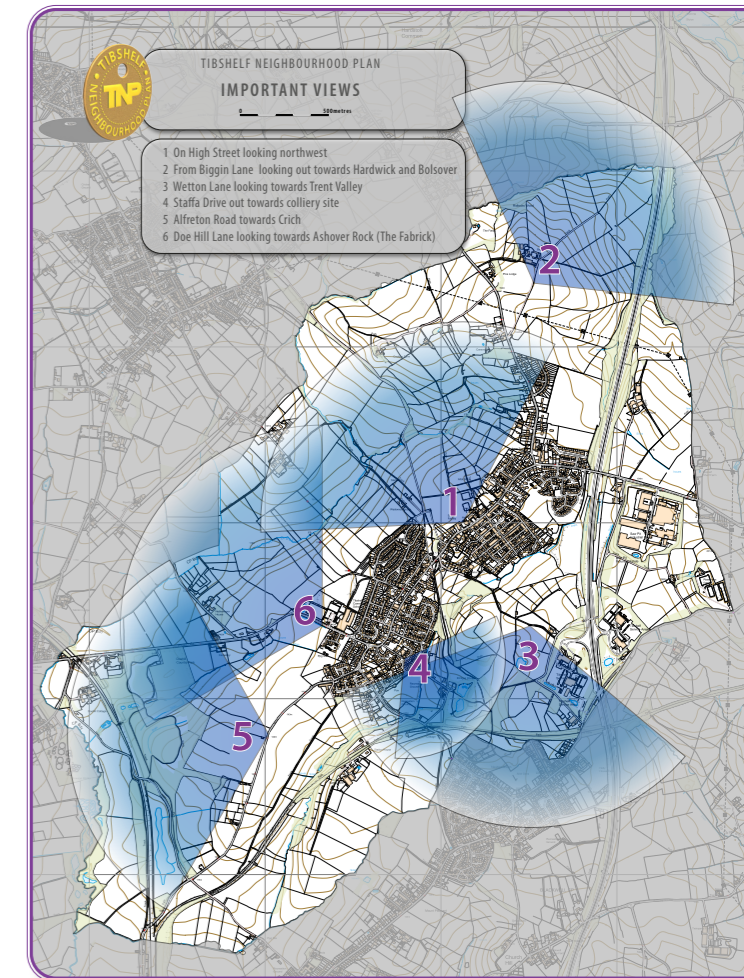 TIBSHELF
TNP
NEIGHBOURHOOD PLAN
TIBSHELF NEIGHBOURHOOD PLAN
IMPORTANT VIEWS
0 500metres
1 On High Street looking northwest
2 From Biggin Lane looking out towards Hardwick and Bolsover
3 Wetton Lane looking towards Trent Valley
4 Staffa Drive out towards colliery site
5 Alfreton Road towards Crich
6 Doe Hill Lane looking towards Ashover Rock (The Fabrick)
2
1
6
3
4
5